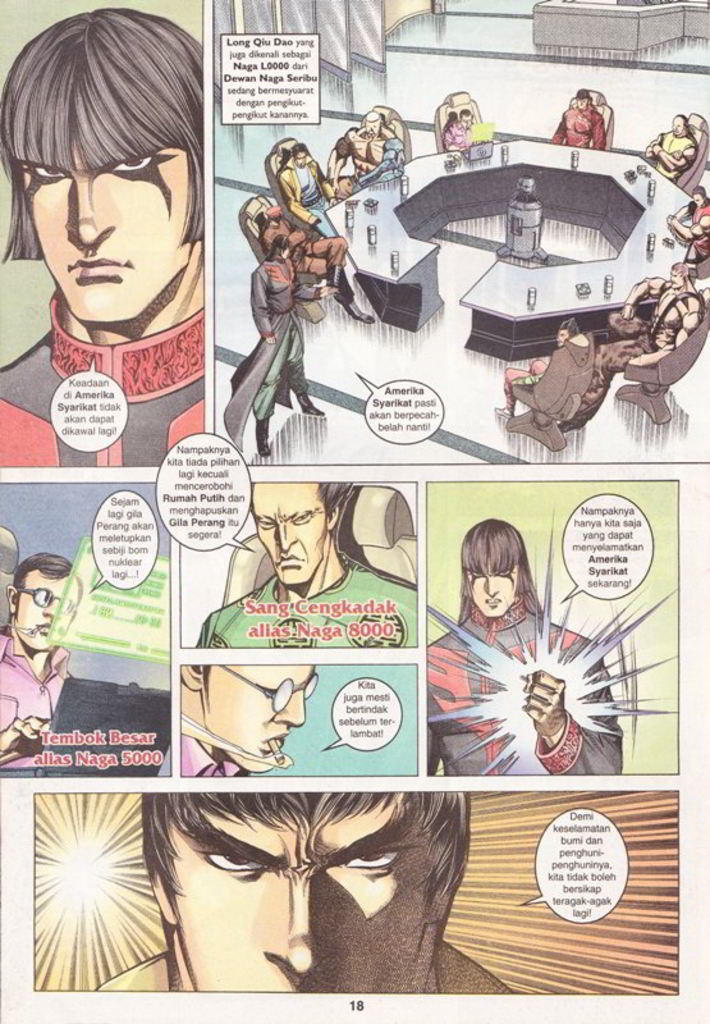 Long Qiu Dao yang
juga dikenali sebagai
Naga L0000 dari
Dewan Naga Seribu
sedang bermesyuarat
dengan pengikut-
pengikut kanannya.
Keadaan
di Amerika
Syarikat tidak
akan dapat
dikawal lagi!
Amerika
Syarikat pasti
akan berpecah-
belah nanti!
Sejam
lagi gila
Perang akan
Meletupkan
sebiji bom
nuklear
lagi...!
Tembok Besar
alias Naga 5000
Nampaknya
kita tiada pilihan
lagi kecuali
mencerobohi
Rumah Putih dan
menghapuskan
Gila Perang itu
segera!
Sang Cengkadak
alias Naga 8000
Kita
juga mesti
bertindak
sebelum ter-
lambat!
Nampaknya
hanya kita saja
yang dapat
menyelamatkan
Amerika
Syarikat
sekarang!
Demi
keselamatan
bumi dan
penghuni-
penghuninya,
kita tidak boleh
bersikap
teragak-agak
lagi!
18